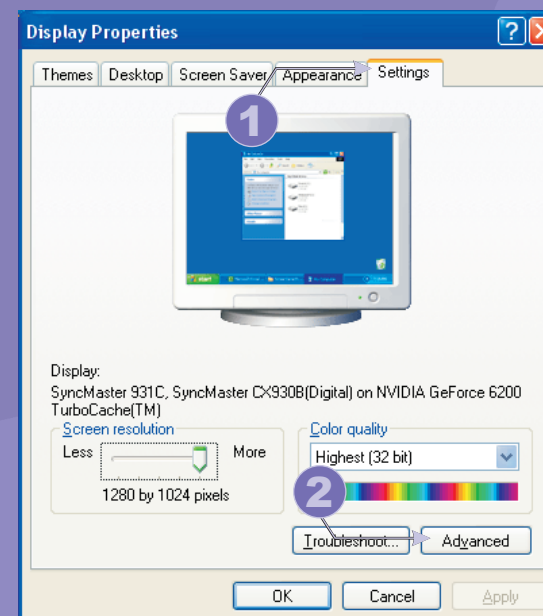 Display Properties
Themes Desktop Screen Saver Appearance Settings
1
Display:
SyncMaster 931C, SyncMaster CX930B(Digital) on NVIDIA GeForce 6200
TurboCache(TM)
Screen resolution
Less More
1280 by 1024 pixels
Color quality
Highest (32 bit)
2
Troubleshoot... Advanced
OK Cancel Apply